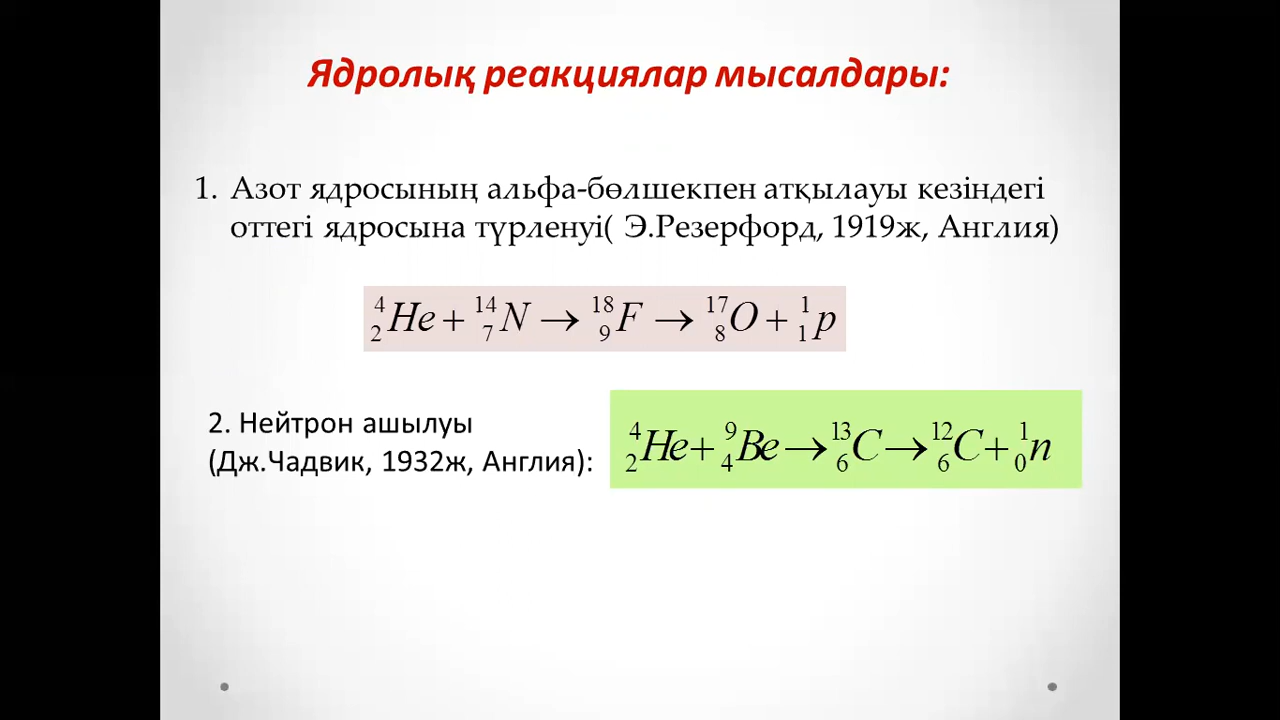 Ядролық реакциялар мысалдары:
1. Азот ядросының альфа-бөлшекпен атқылауы кезіндегі
оттегі ядросына түрленуі( Э.Резерфорд, 1919ж, Англия)
⁴₂He + ¹⁴₇N → ¹⁸₉F → ¹⁷₈O + ¹₁p
2. Нейтрон ашылуы
(Дж.Чадвик, 1932ж, Англия):
⁴₂He + ⁹₄Be → ¹³₆C → ¹²₆C + ¹₀n